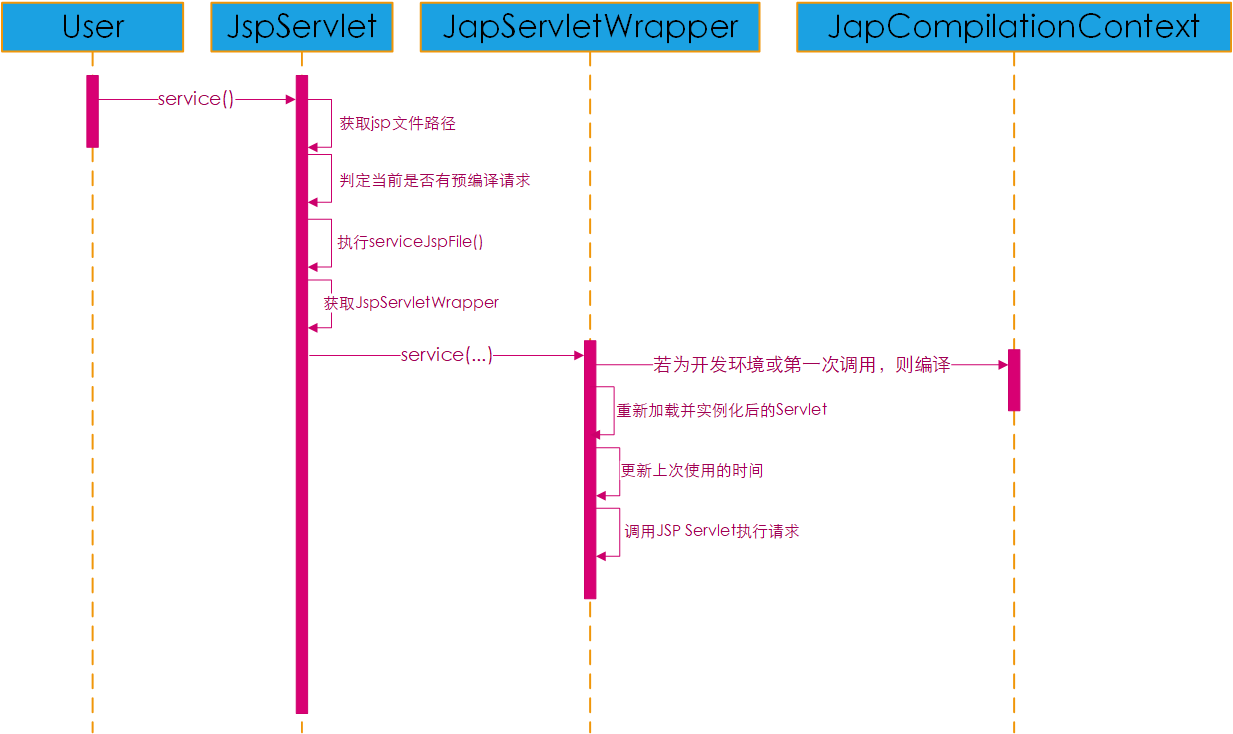 User
JspServlet
JapServletWrapper
JapCompilationContext
service()
获取jsp文件路径
判定当前是否有预编译请求
执行serviceJspFile()
获取JspServletWrapper
service(...)
若为开发环境或第一次调用，则编译
重新加载并实例化后的Servlet
更新上次使用的时间
调用JSP Servlet执行请求